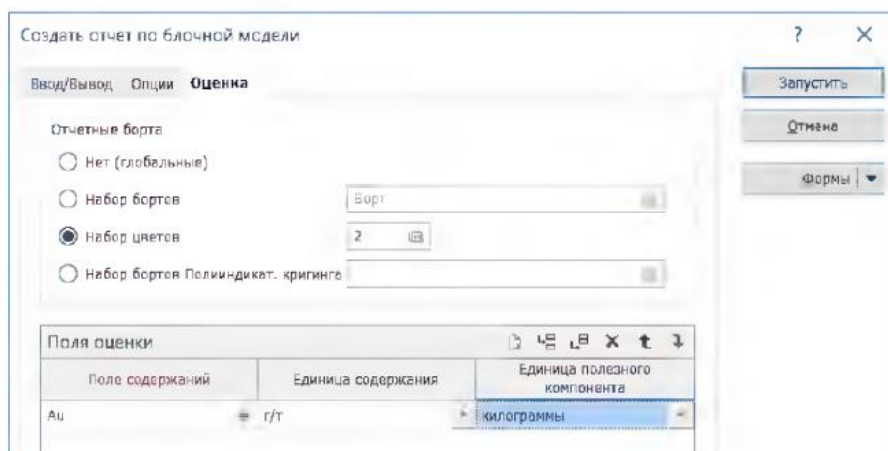 Создать отчет по блочной модели ?
Ввод/Вывод Опции Оценка
Запустить
Отмена
Формы
Отчетные борта
Нет (глобальные)
Набор бортов Борт
Набор цветов 2
Набор бортов Полииндикат. кригинга
Поля оценки
Поле содержаний Единица содержания Единица полезного
компонента
Au г/т килограммы